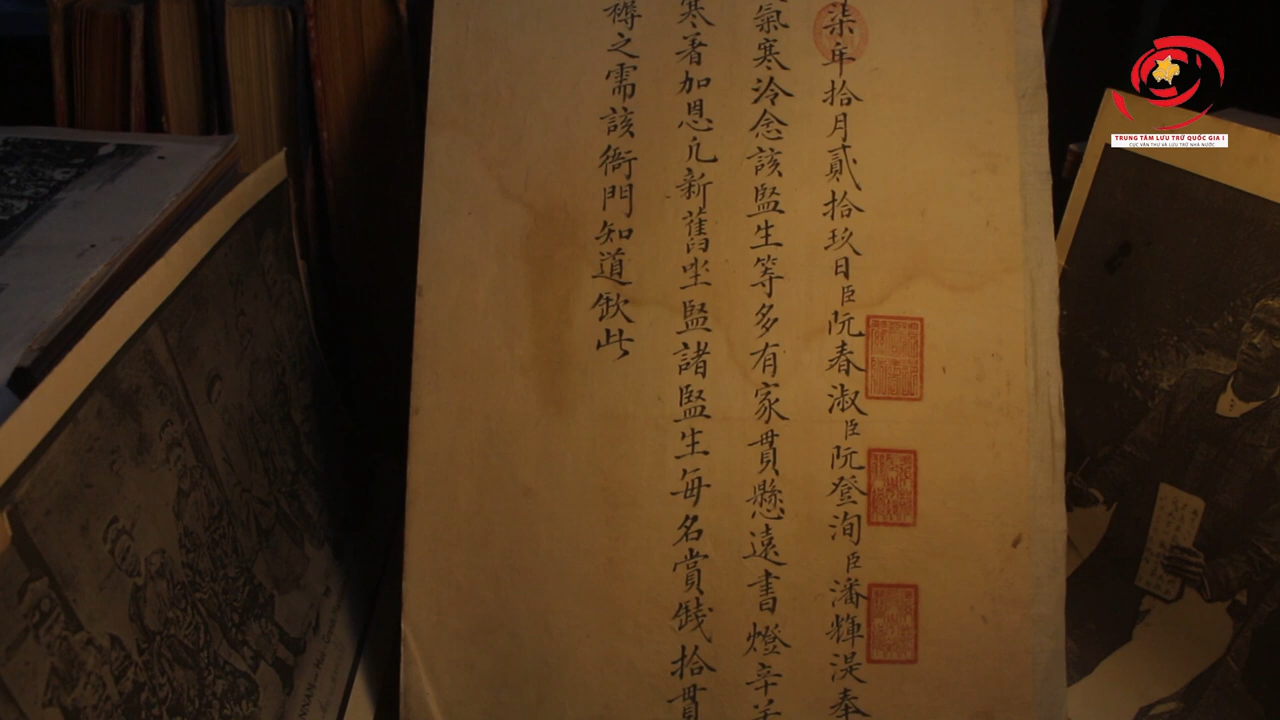 柒年拾月貳拾玖日臣阮春淑臣阮登洵臣潘輝湜奉
氣寒冷念該監生等多有家貫懸遠書燈辛
寒著加恩凡新舊坐監諸監生每名賞錢拾貫
之需該衙門知道欽此
TRUNG TÂM LƯU TRỮ QUỐC GIA I
CỤC VĂN THƯ VÀ LƯU TRỮ NHÀ NƯỚC